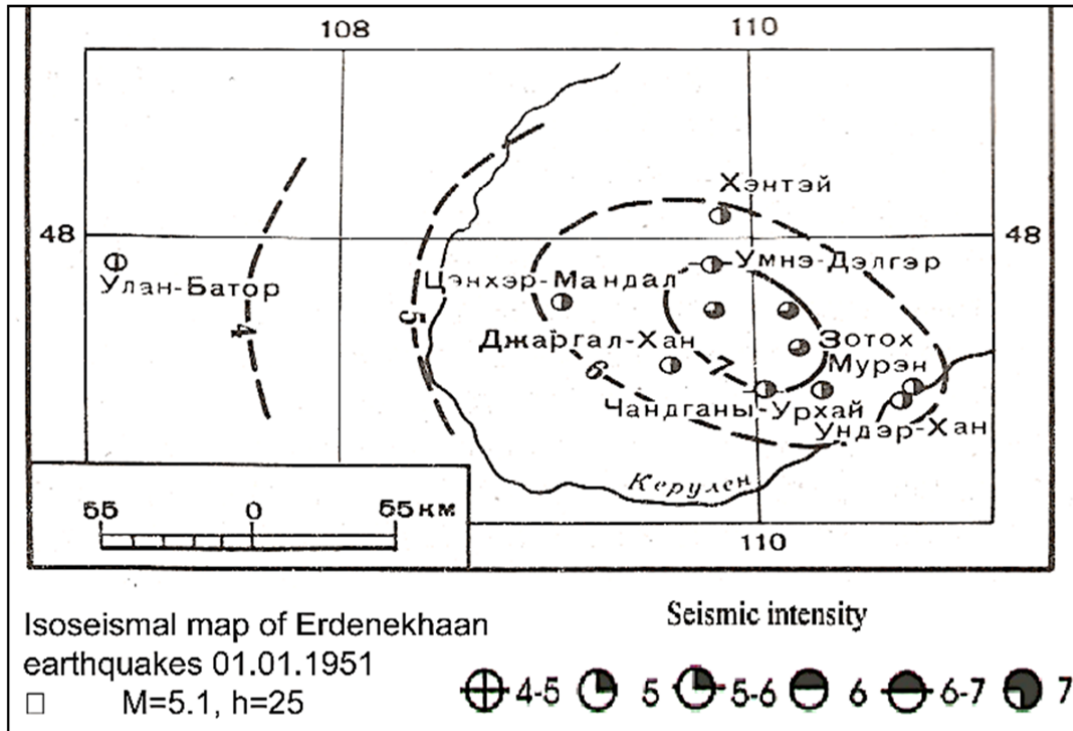 108 110
48 48
Хэнтэй
Умнэ-Дэлгэр
Улан-Батор
Цэнхэр-Мандал
4
5
Джаргал-Хан
6
7
Зотох
Мурэн
Чандганы-Урхай
Ундэр-Хан
Керулен
55 0 55 км
110
Isoseismal map of Erdenekhaan
earthquakes 01.01.1951
M=5.1, h=25
Seismic intensity
4-5 5 5-6 6 6-7 7